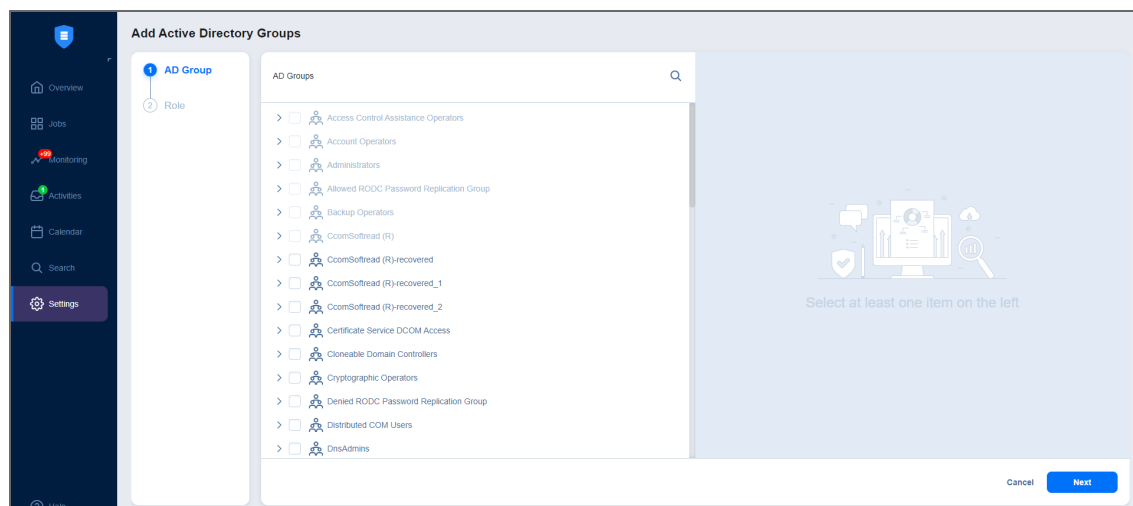 Add Active Directory Groups
Overview
Jobs
+99
Monitoring
1
Activities
Calendar
Search
Settings
1 AD Group
2 Role
AD Groups
Access Control Assistance Operators
Account Operators
Administrators
Allowed RODC Password Replication Group
Backup Operators
CcomSoftread (R)
CcomSoftread (R)-recovered
CcomSoftread (R)-recovered_1
CcomSoftread (R)-recovered_2
Certificate Service DCOM Access
Cloneable Domain Controllers
Cryptographic Operators
Denied RODC Password Replication Group
Distributed COM Users
DnsAdmins
Select at least one item on the left
Cancel
Next